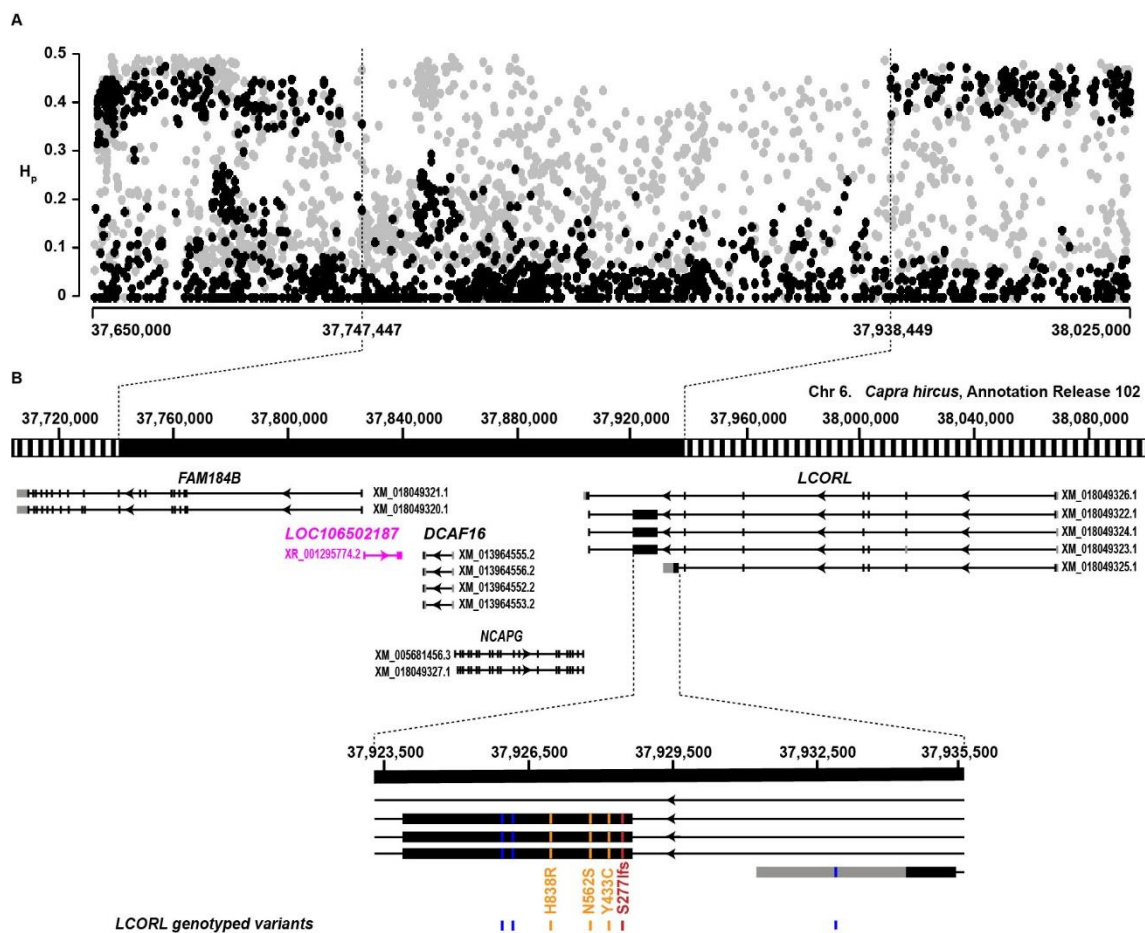 A
0.5
0.4
0.3
Hp
0.2
0.1
0
37,650,000 37,747,447 37,938,449 38,025,000
B
Chr 6. Capra hircus, Annotation Release 102
37,720,000 37,760,000 37,800,000 37,840,000 37,880,000 37,920,000 37,960,000 38,000,000 38,040,000 38,080,000
FAM184B LCORL
XM_018049321.1 XM_018049326.1
XM_018049320.1 XM_018049322.1
LOC106502187 DCAF16 XM_018049324.1
XR_001295774.2 XM_013964555.2 XM_018049323.1
XM_013964556.2 XM_018049325.1
XM_013964552.2
XM_013964553.2
NCAPG
XM_005681456.3
XM_018049327.1
37,923,500 37,926,500 37,929,500 37,932,500 37,935,500
H838R N562S Y433C S277Ifs
LCORL genotyped variants